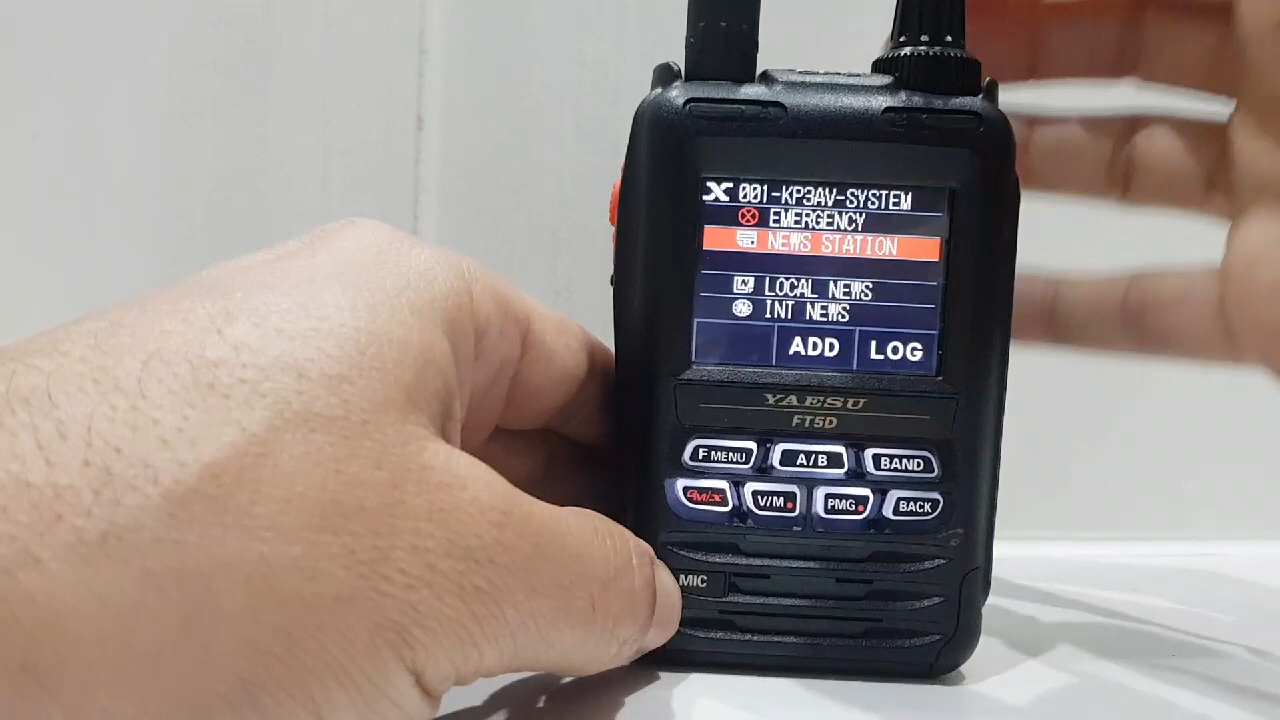 X 001-KP3AV-SYSTEM
EMERGENCY
NEWS STATION
LOCAL NEWS
INT NEWS
ADD LOG
YAESU
FT5D
F MENU A/B BAND
GM/X V/M PMG BACK
MIC